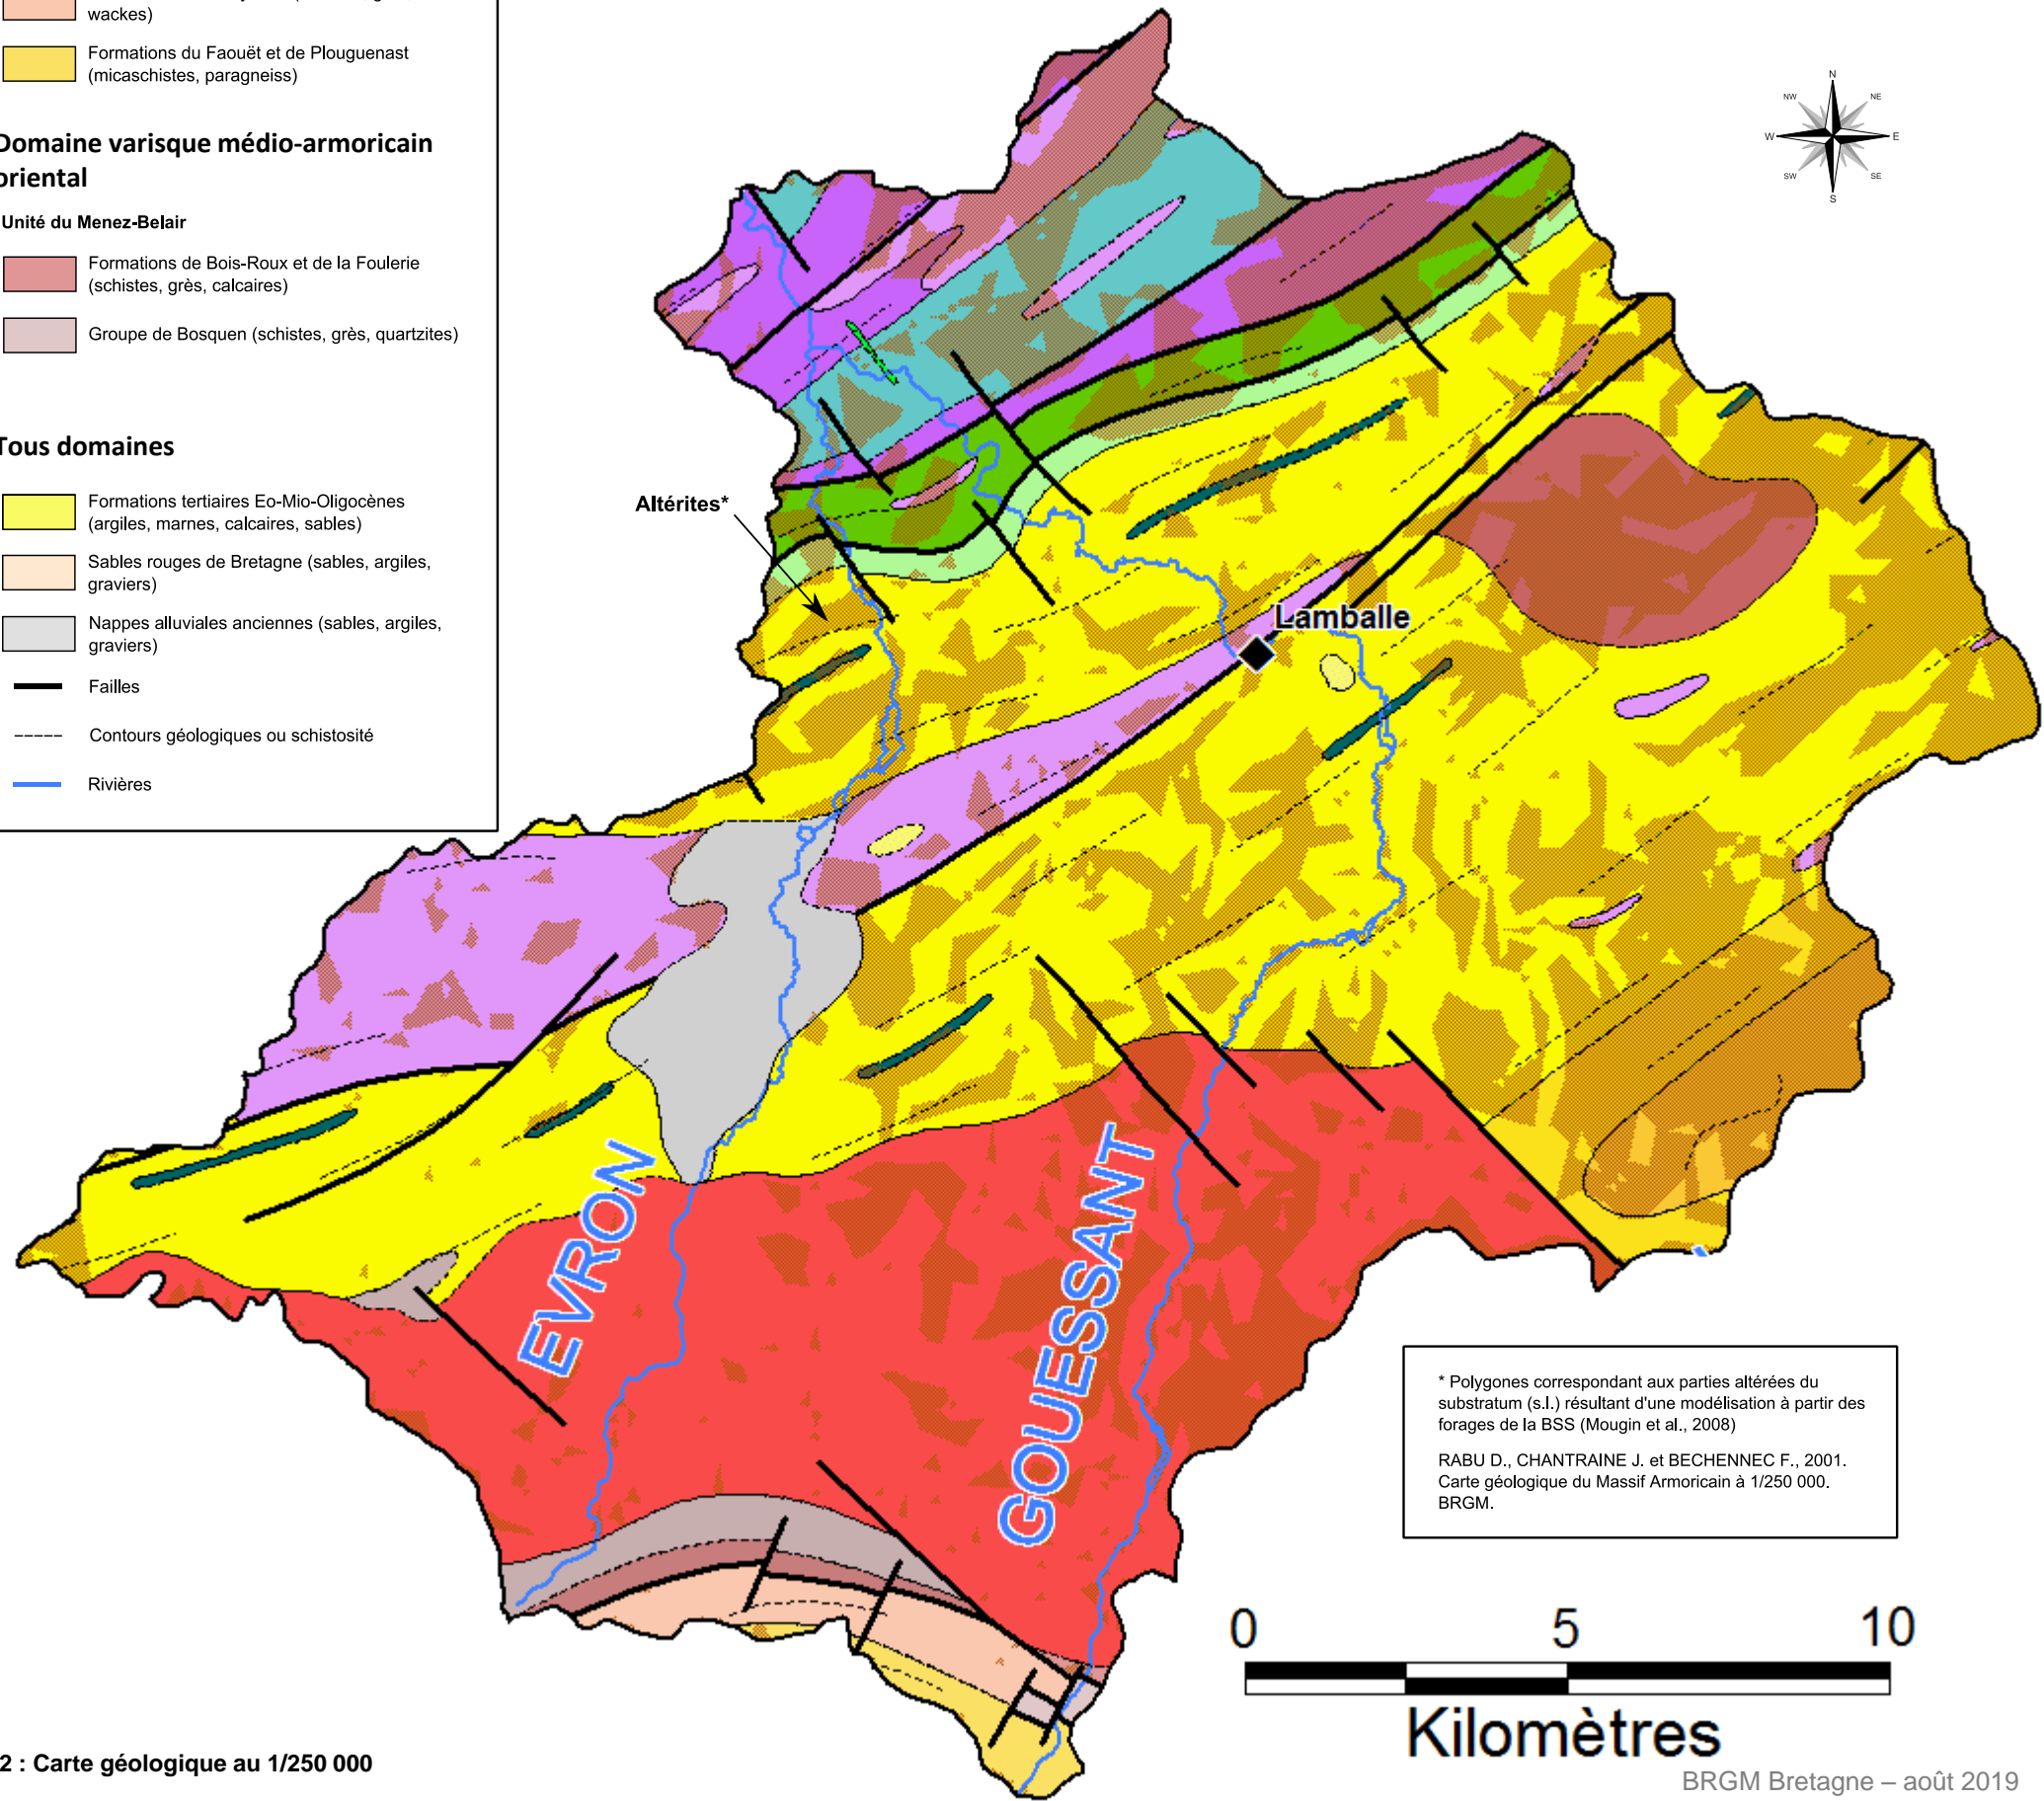 wackes)
Formations du Faouët et de Plouguenast
(micaschistes, paragneiss)
Domaine varisque médio-armoricain
oriental
Unité du Menez-Belair
Formations de Bois-Roux et de la Foulerie
(schistes, grès, calcaires)
Groupe de Bosquen (schistes, grès, quartzites)
Tous domaines
Formations tertiaires Eo-Mio-Oligocènes
(argiles, marnes, calcaires, sables)
Sables rouges de Bretagne (sables, argiles,
graviers)
Nappes alluviales anciennes (sables, argiles,
graviers)
Failles
Contours géologiques ou schistosité
Rivières
N
NE
E
SE
S
SW
W
NW
Altérites*
Lamballe
EVRON
GOUESSANT
* Polygones correspondant aux parties altérées du
substratum (s.l.) résultant d'une modélisation à partir des
forages de la BSS (Mougin et al., 2008)
RABU D., CHANTRAINE J. et BECHENNEC F., 2001.
Carte géologique du Massif Armoricain à 1/250 000.
BRGM.
0 5 10
Kilomètres
2 : Carte géologique au 1/250 000
BRGM Bretagne – août 2019